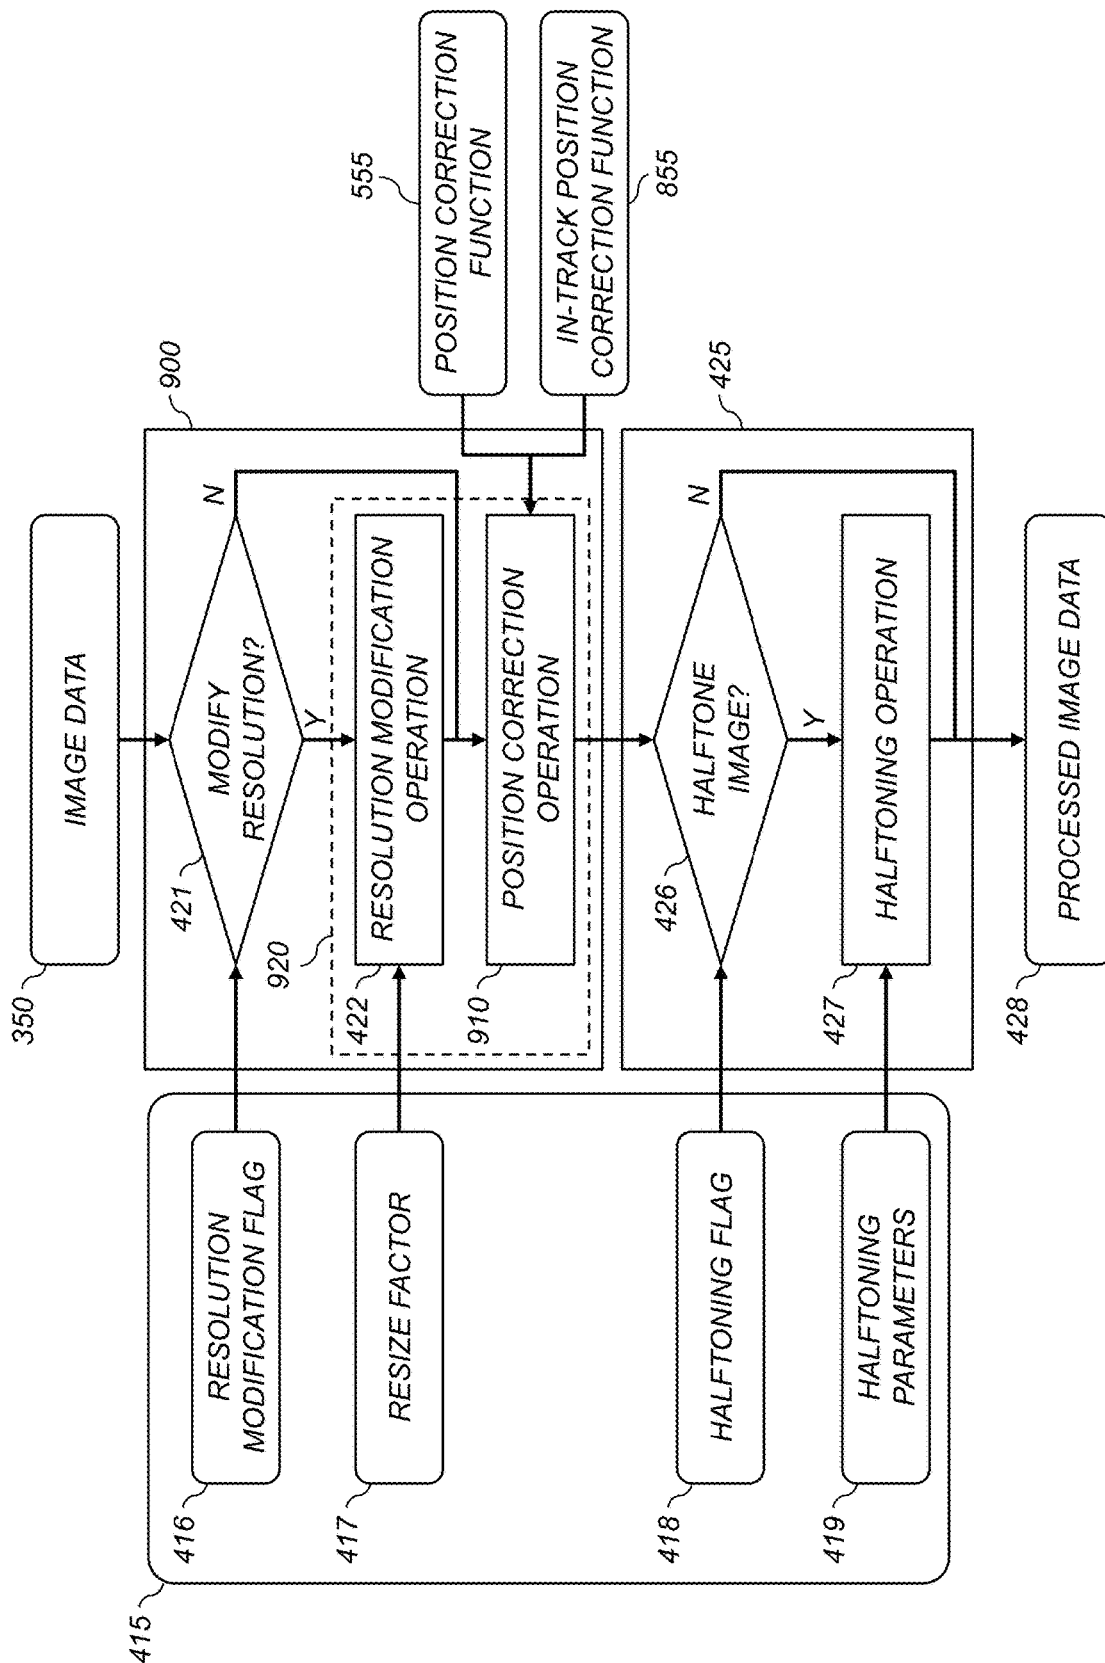 350
IMAGE DATA
900
421
MODIFY
RESOLUTION?
N
Y
920
422
RESOLUTION MODIFICATION
OPERATION
910
POSITION CORRECTION
OPERATION
555
POSITION CORRECTION
FUNCTION
IN-TRACK POSITION
CORRECTION FUNCTION
855
415
416
RESOLUTION
MODIFICATION FLAG
417
RESIZE FACTOR
418
HALFTONING FLAG
419
HALFTONING
PARAMETERS
425
426
HALFTONE
IMAGE?
N
Y
427
HALFTONING OPERATION
428
PROCESSED IMAGE DATA